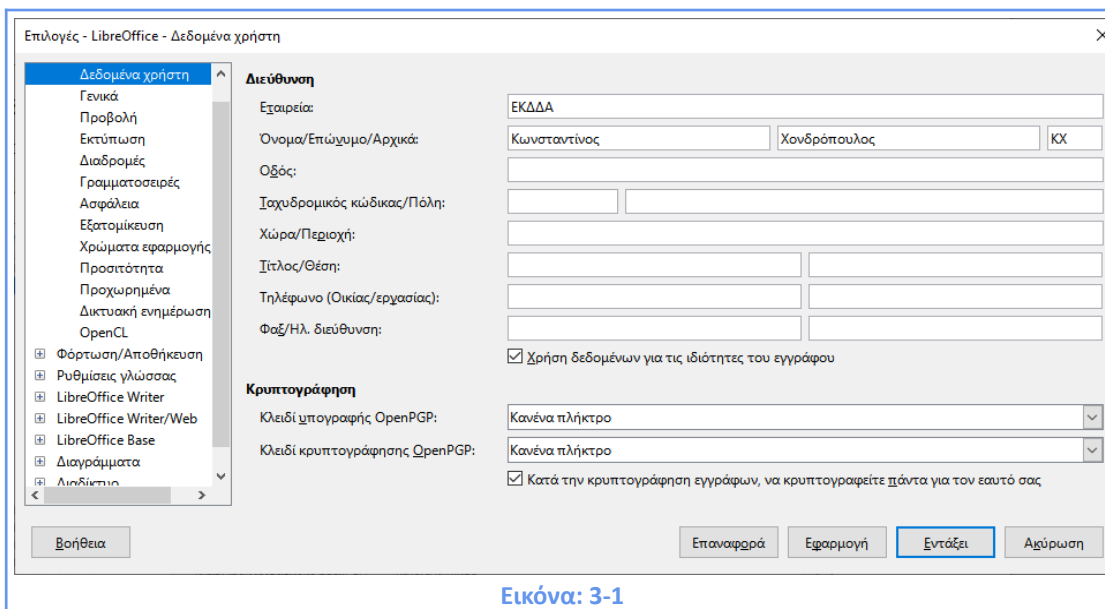 Επιλογές - LibreOffice - Δεδομένα χρήστη
Δεδομένα χρήστη
Γενικά
Προβολή
Εκτύπωση
Διαδρομές
Γραμματοσειρές
Ασφάλεια
Εξατομίκευση
Χρώματα εφαρμογής
Προσιτότητα
Προχωρημένα
Δικτυακή ενημέρωση
OpenCL
Φόρτωση/Αποθήκευση
Ρυθμίσεις γλώσσας
LibreOffice Writer
LibreOffice Writer/Web
LibreOffice Base
Διαγράμματα
Διαδίκτυο
Διεύθυνση
Εταιρεία: ΕΚΔΔΑ
Όνομα/Επώνυμο/Αρχικά: Κωνσταντίνος Χονδρόπουλος ΚΧ
Οδός:
Ταχυδρομικός κώδικας/Πόλη:
Χώρα/Περιοχή:
Τίτλος/Θέση:
Τηλέφωνο (Οικίας/εργασίας):
Φαξ/Ηλ. διεύθυνση:
Χρήση δεδομένων για τις ιδιότητες του εγγράφου
Κρυπτογράφηση
Κλειδί υπογραφής OpenPGP: Κανένα πλήκτρο
Κλειδί κρυπτογράφησης OpenPGP: Κανένα πλήκτρο
Κατά την κρυπτογράφηση εγγράφων, να κρυπτογραφείτε πάντα για τον εαυτό σας
Βοήθεια Επαναφορά Εφαρμογή Εντάξει Ακύρωση
Εικόνα: 3-1